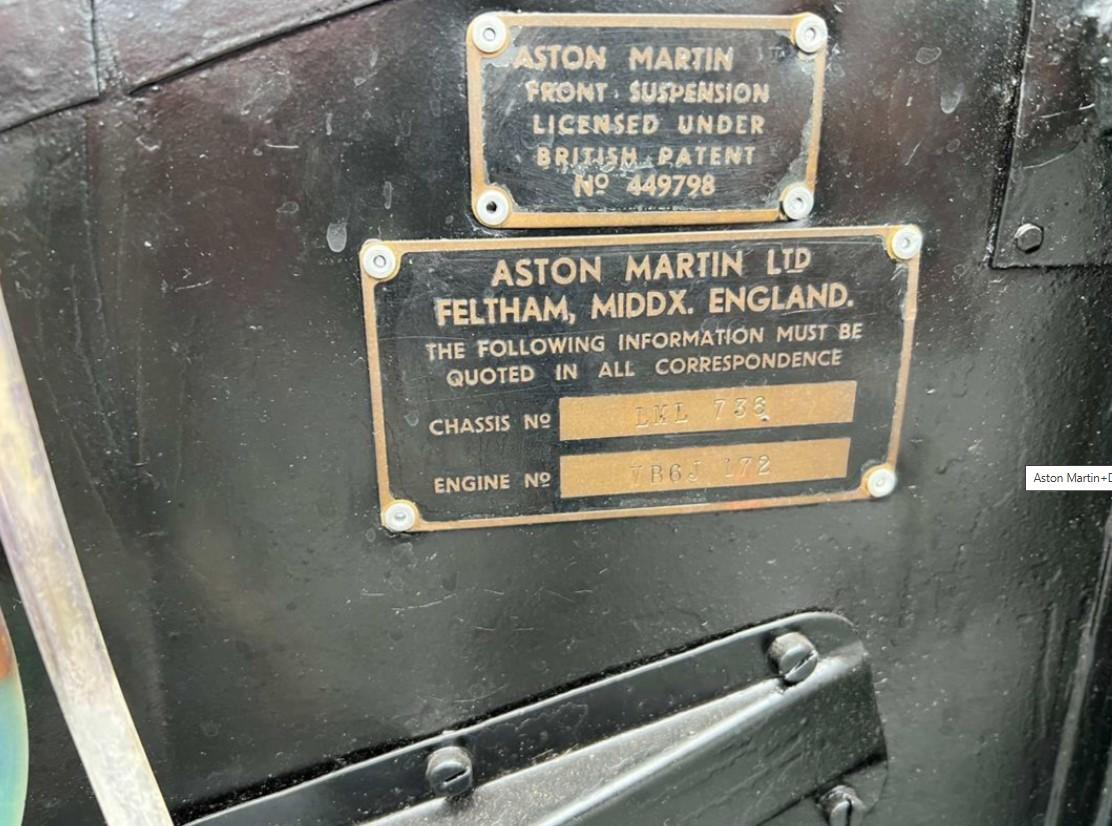 ASTON MARTIN
FRONT SUSPENSION
LICENSED UNDER
BRITISH PATENT
Nº 449798
ASTON MARTIN LTD
FELTHAM, MIDDX. ENGLAND.
THE FOLLOWING INFORMATION MUST BE
QUOTED IN ALL CORRESPONDENCE
CHASSIS Nº LML 736
ENGINE Nº VB6J 172
Aston Martin+D